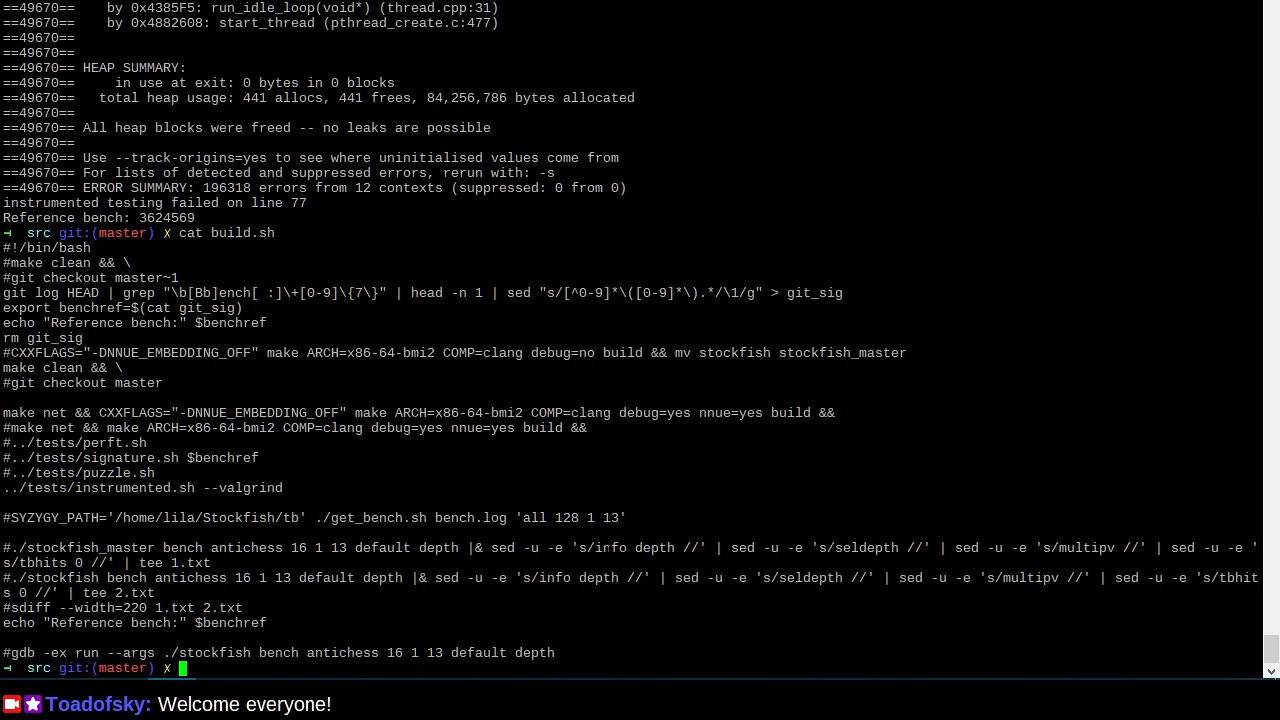 ==49670==    by 0x4385F5: run_idle_loop(void*) (thread.cpp:31)
==49670==    by 0x4882608: start_thread (pthread_create.c:477)
==49670==
==49670==
==49670== HEAP SUMMARY:
==49670==     in use at exit: 0 bytes in 0 blocks
==49670==   total heap usage: 441 allocs, 441 frees, 84,256,786 bytes allocated
==49670==
==49670== All heap blocks were freed -- no leaks are possible
==49670==
==49670== Use --track-origins=yes to see where uninitialised values come from
==49670== For lists of detected and suppressed errors, rerun with: -s
==49670== ERROR SUMMARY: 196318 errors from 12 contexts (suppressed: 0 from 0)
instrumented testing failed on line 77
Reference bench: 3624569
→  src git:(master) ✗ cat build.sh
#!/bin/bash
#make clean && \
#git checkout master~1
git log HEAD | grep "\b[Bb]ench[ :]\+[0-9]\{7\}" | head -n 1 | sed "s/[^0-9]*\([0-9]*\).*/\1/g" > git_sig
export benchref=$(cat git_sig)
echo "Reference bench:" $benchref
rm git_sig
#CXXFLAGS="-DNNUE_EMBEDDING_OFF" make ARCH=x86-64-bmi2 COMP=clang debug=no build && mv stockfish stockfish_master
make clean && \
#git checkout master

make net && CXXFLAGS="-DNNUE_EMBEDDING_OFF" make ARCH=x86-64-bmi2 COMP=clang debug=yes nnue=yes build &&
#make net && make ARCH=x86-64-bmi2 COMP=clang debug=yes nnue=yes build &&
#../tests/perft.sh
#../tests/signature.sh $benchref
#../tests/puzzle.sh
../tests/instrumented.sh --valgrind

#SYZYGY_PATH='/home/lila/Stockfish/tb' ./get_bench.sh bench.log 'all 128 1 13'

#./stockfish_master bench antichess 16 1 13 default depth |& sed -u -e 's/info depth //' | sed -u -e 's/seldepth //' | sed -u -e 's/multipv //' | sed -u -e '
s/tbhits 0 //' | tee 1.txt
#./stockfish bench antichess 16 1 13 default depth |& sed -u -e 's/info depth //' | sed -u -e 's/seldepth //' | sed -u -e 's/multipv //' | sed -u -e 's/tbhit
s 0 //' | tee 2.txt
#sdiff --width=220 1.txt 2.txt
echo "Reference bench:" $benchref

#gdb -ex run --args ./stockfish bench antichess 16 1 13 default depth
→  src git:(master) ✗
Toadofsky: Welcome everyone!